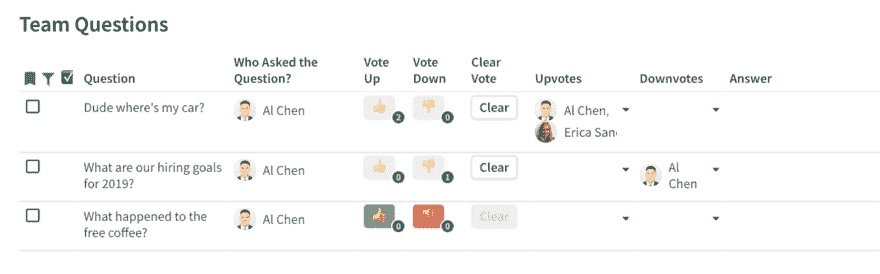 Team Questions
Who Asked the Vote Vote Clear
Question Question? Up Down Vote Upvotes Downvotes Answer
Dude where's my car? Al Chen 2 0 Clear Al Chen,
Erica
What are our hiring goals Al Chen 0 1 Clear Al
for 2019? Chen
What happened to the Al Chen 0 0 Clear
free coffee?